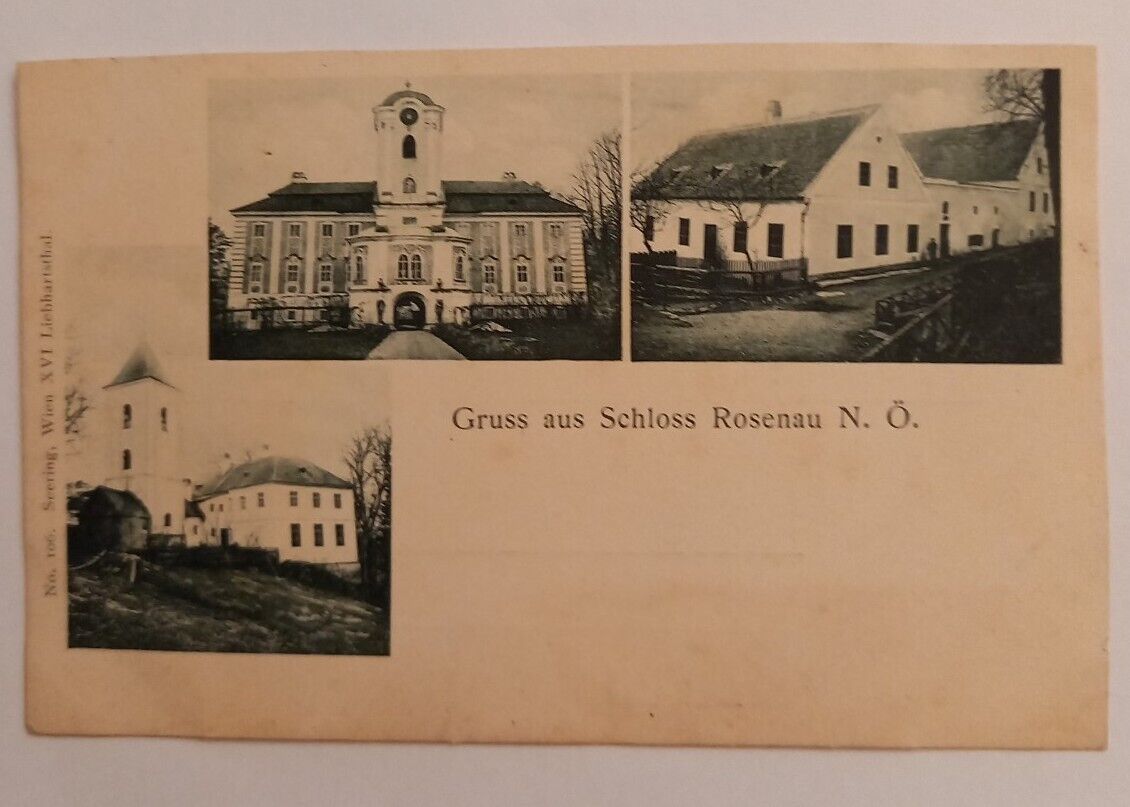 Gruss aus Schloss Rosenau N. Ö.
No. 106. Seering, Wien XVI Liebhartsthal.